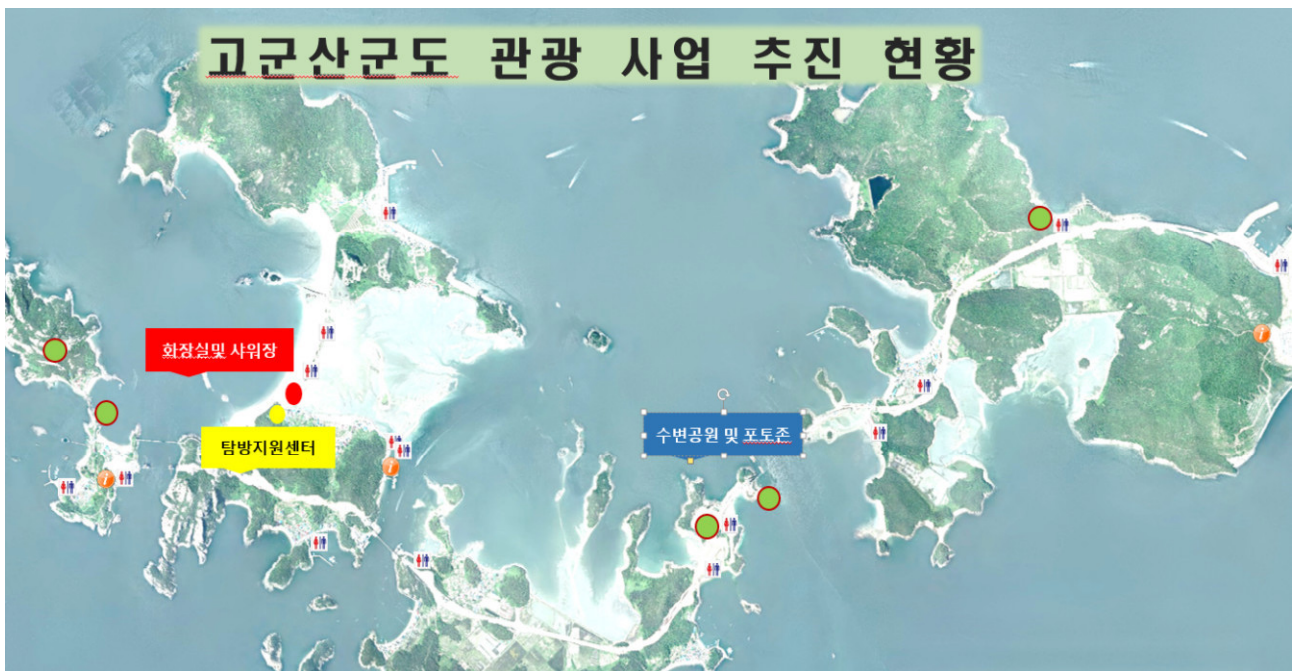 고군산군도 관광 사업 추진 현황
화장실및 샤워장
탐방지원센터
수변공원 및 포토존